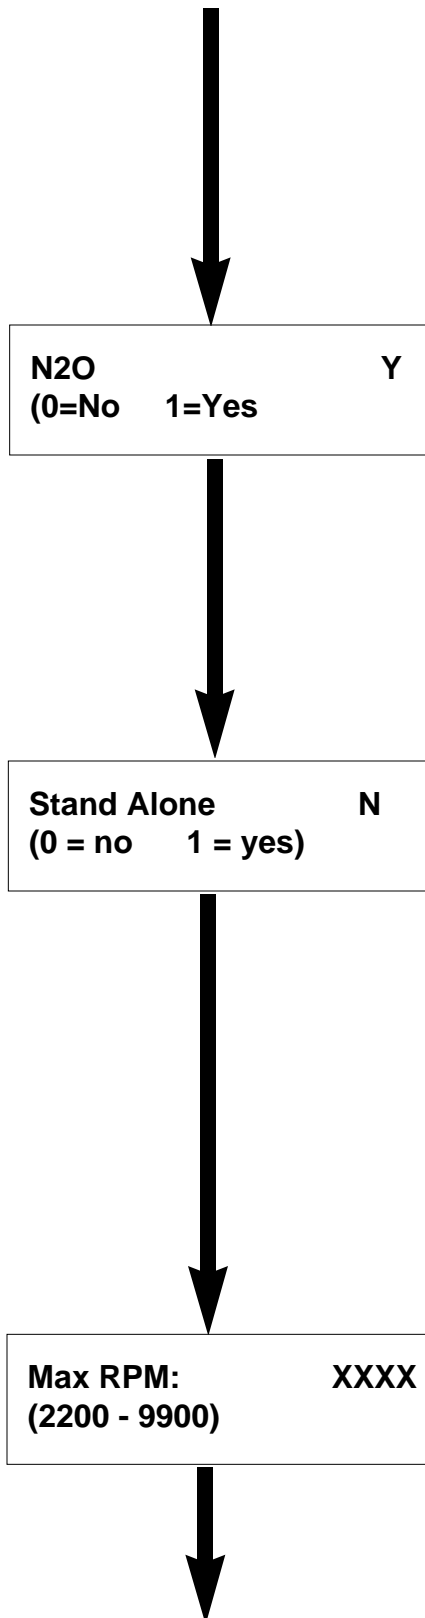 N2O Y
(0=No 1=Yes
Stand Alone N
(0 = no 1 = yes)
Max RPM: XXXX
(2200 - 9900)